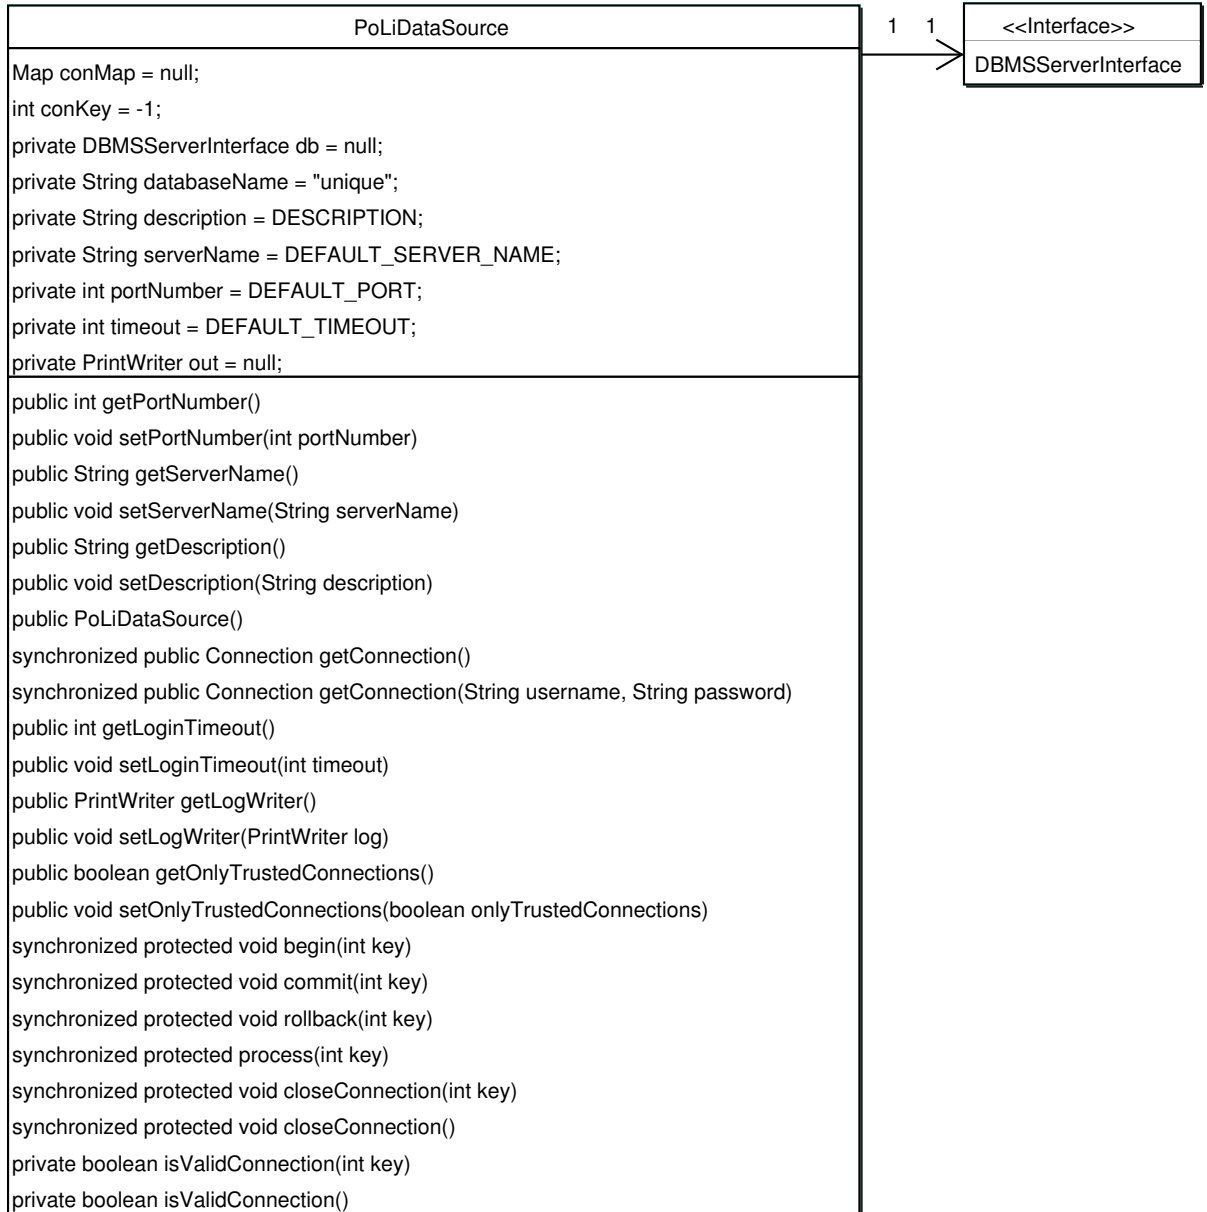 PoLiDataSource
1 1
<<Interface>>
DBMSServerInterface
Map conMap = null;
int conKey = -1;
private DBMSServerInterface db = null;
private String databaseName = "unique";
private String description = DESCRIPTION;
private String serverName = DEFAULT_SERVER_NAME;
private int portNumber = DEFAULT_PORT;
private int timeout = DEFAULT_TIMEOUT;
private PrintWriter out = null;
public int getPortNumber()
public void setPortNumber(int portNumber)
public String getServerName()
public void setServerName(String serverName)
public String getDescription()
public void setDescription(String description)
public PoLiDataSource()
synchronized public Connection getConnection()
synchronized public Connection getConnection(String username, String password)
public int getLoginTimeout()
public void setLoginTimeout(int timeout)
public PrintWriter getLogWriter()
public void setLogWriter(PrintWriter log)
public boolean getOnlyTrustedConnections()
public void setOnlyTrustedConnections(boolean onlyTrustedConnections)
synchronized protected void begin(int key)
synchronized protected void commit(int key)
synchronized protected void rollback(int key)
synchronized protected process(int key)
synchronized protected void closeConnection(int key)
synchronized protected void closeConnection()
private boolean isValidConnection(int key)
private boolean isValidConnection()